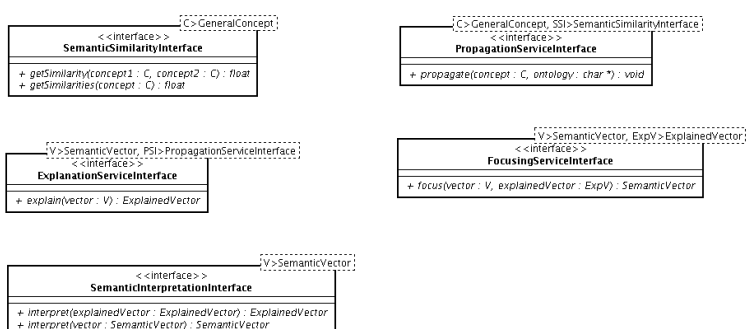 C>GeneralConcept
<<interface>>
SemanticSimilarityInterface
+ getSimilarity(concept1 : C, concept2 : C) : float
+ getSimilarities(concept : C) : float
C>GeneralConcept, SSI>SemanticSimilarityInterface
<<interface>>
PropagationServiceInterface
+ propagate(concept : C, ontology : char *) : void
V>SemanticVector, PSI>PropagationServiceInterface
<<interface>>
ExplanationServiceInterface
+ explain(vector : V) : ExplainedVector
V>SemanticVector, ExpV>ExplainedVector
<<interface>>
FocusingServiceInterface
+ focus(vector : V, explainedVector : ExpV) : SemanticVector
V>SemanticVector
<<interface>>
SemanticInterpretationInterface
+ interpret(explainedVector : ExplainedVector) : ExplainedVector
+ interpret(vector : SemanticVector) : SemanticVector